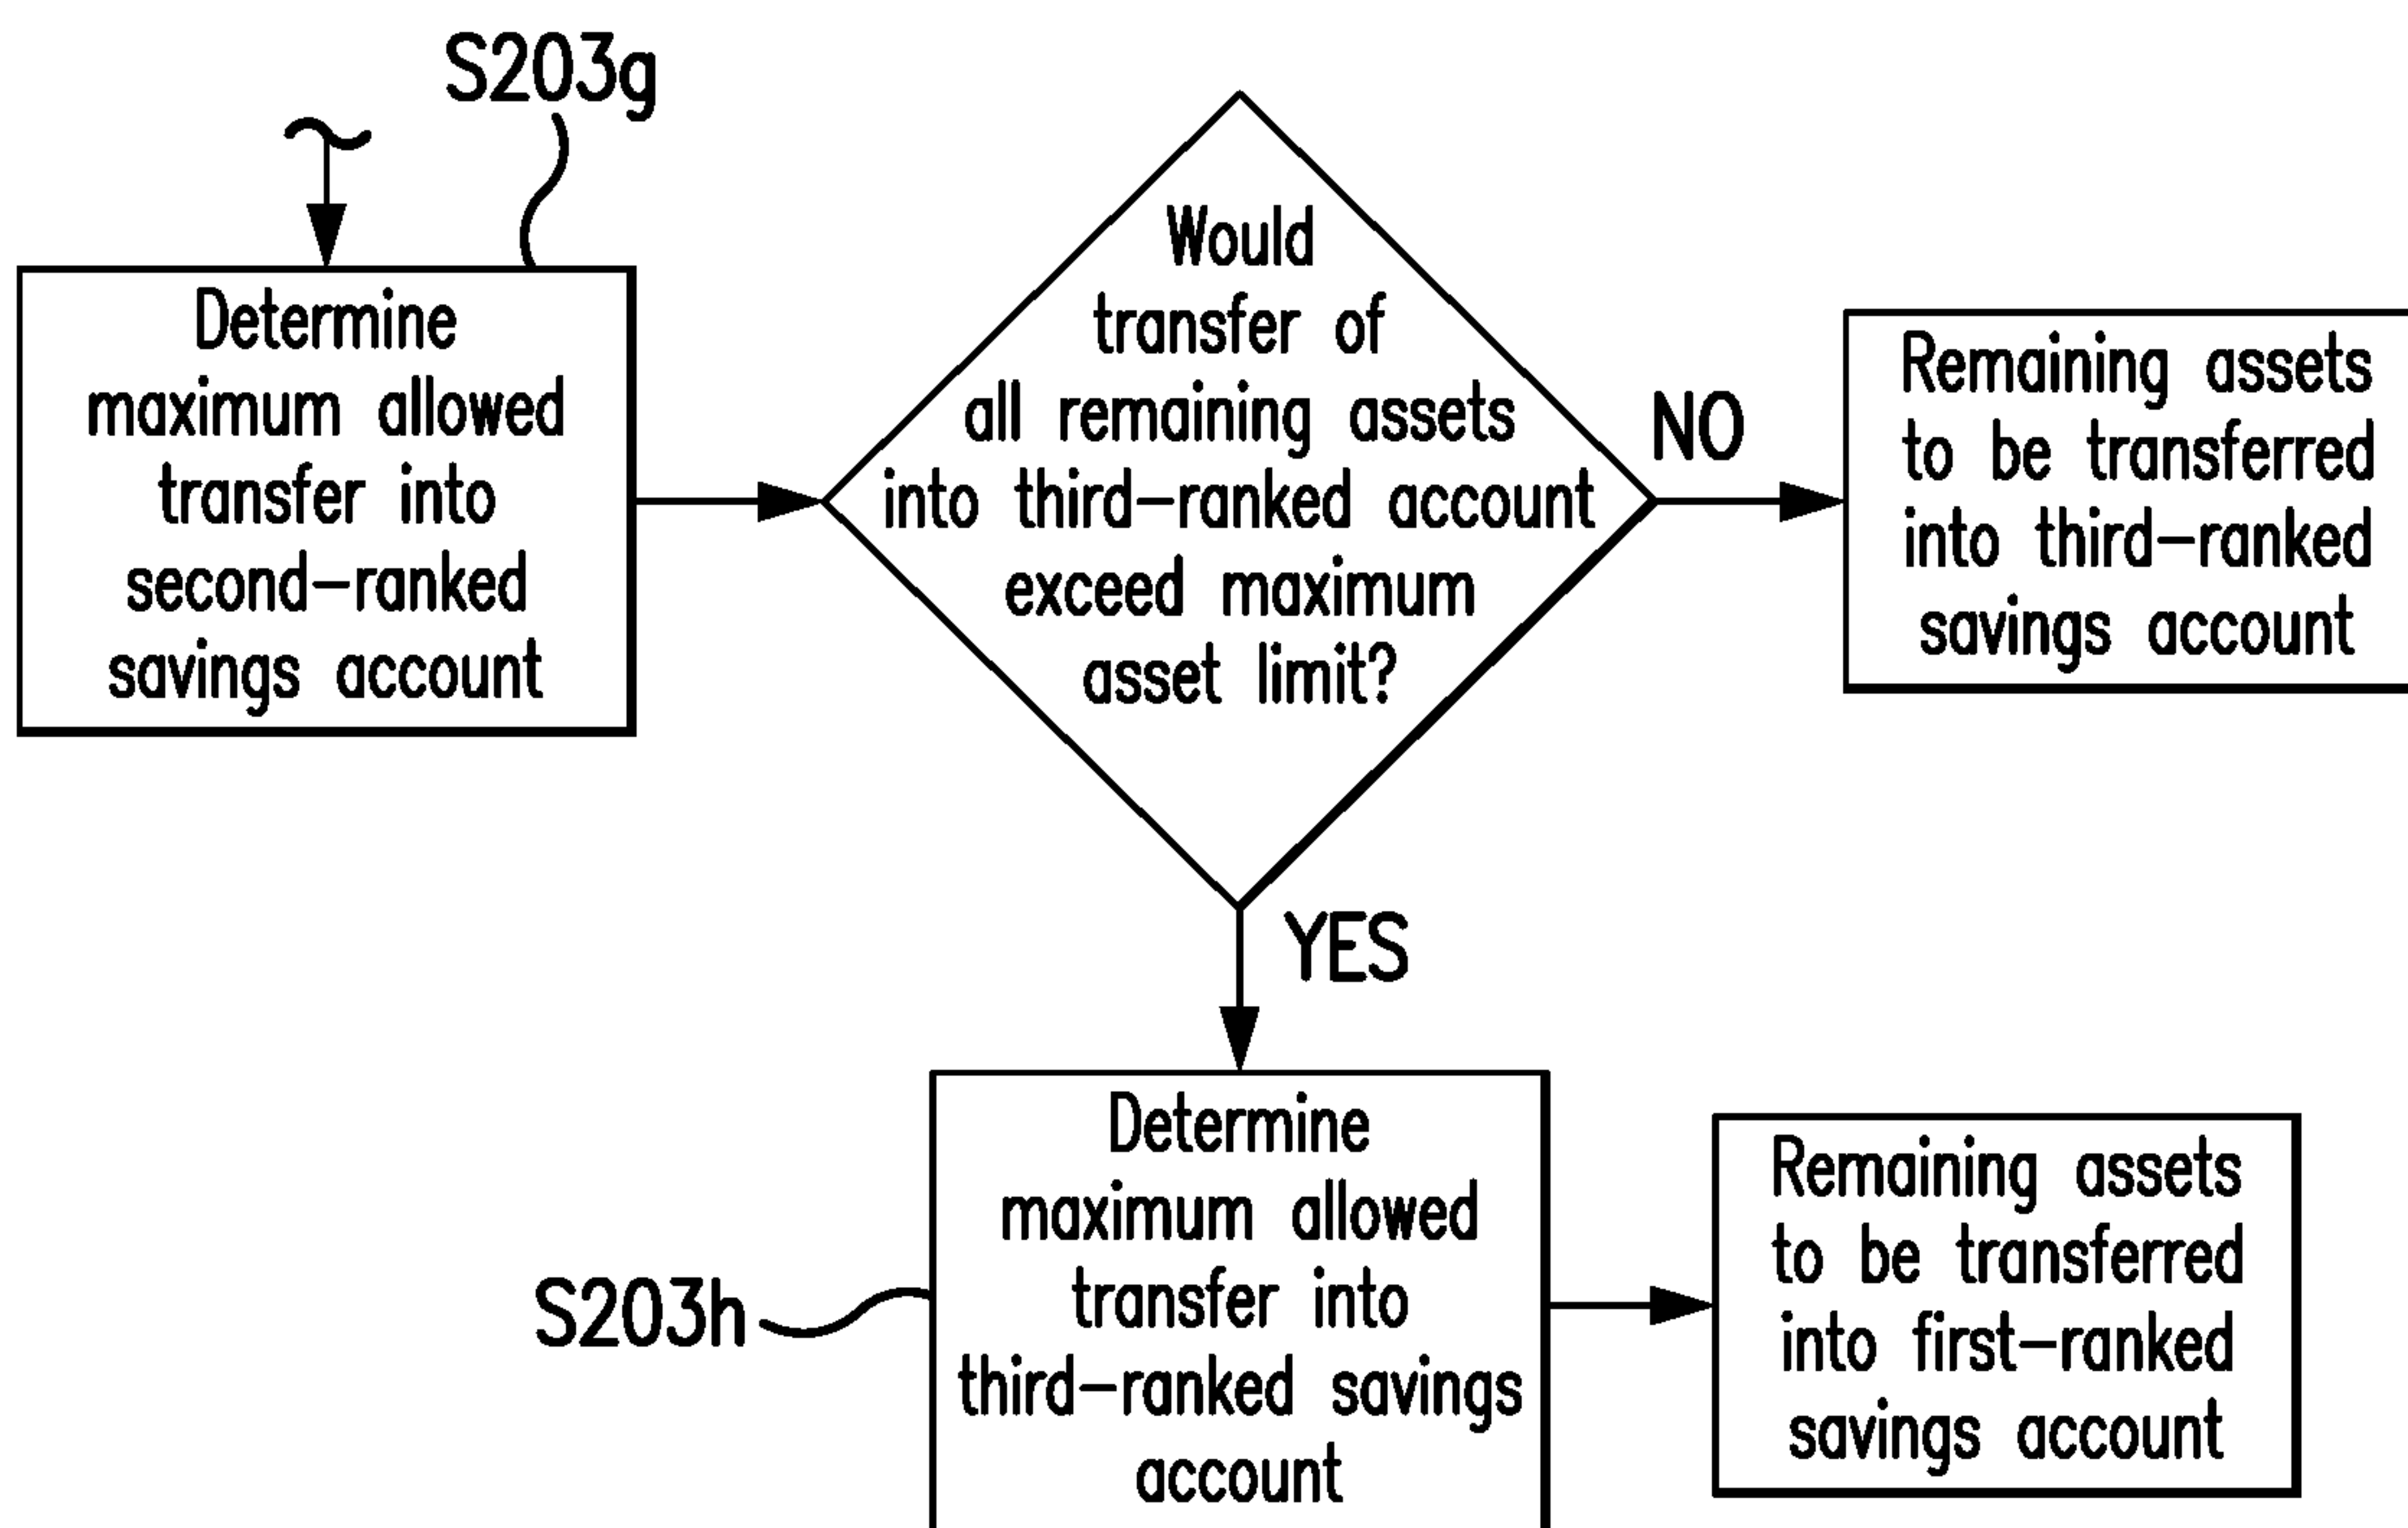 S203g
Determine
maximum allowed
transfer into
second-ranked
savings account
Would
transfer of
all remaining assets
into third-ranked account
exceed maximum
asset limit?
NO
Remaining assets
to be transferred
into third-ranked
savings account
YES
S203h
Determine
maximum allowed
transfer into
third-ranked savings
account
Remaining assets
to be transferred
into first-ranked
savings account